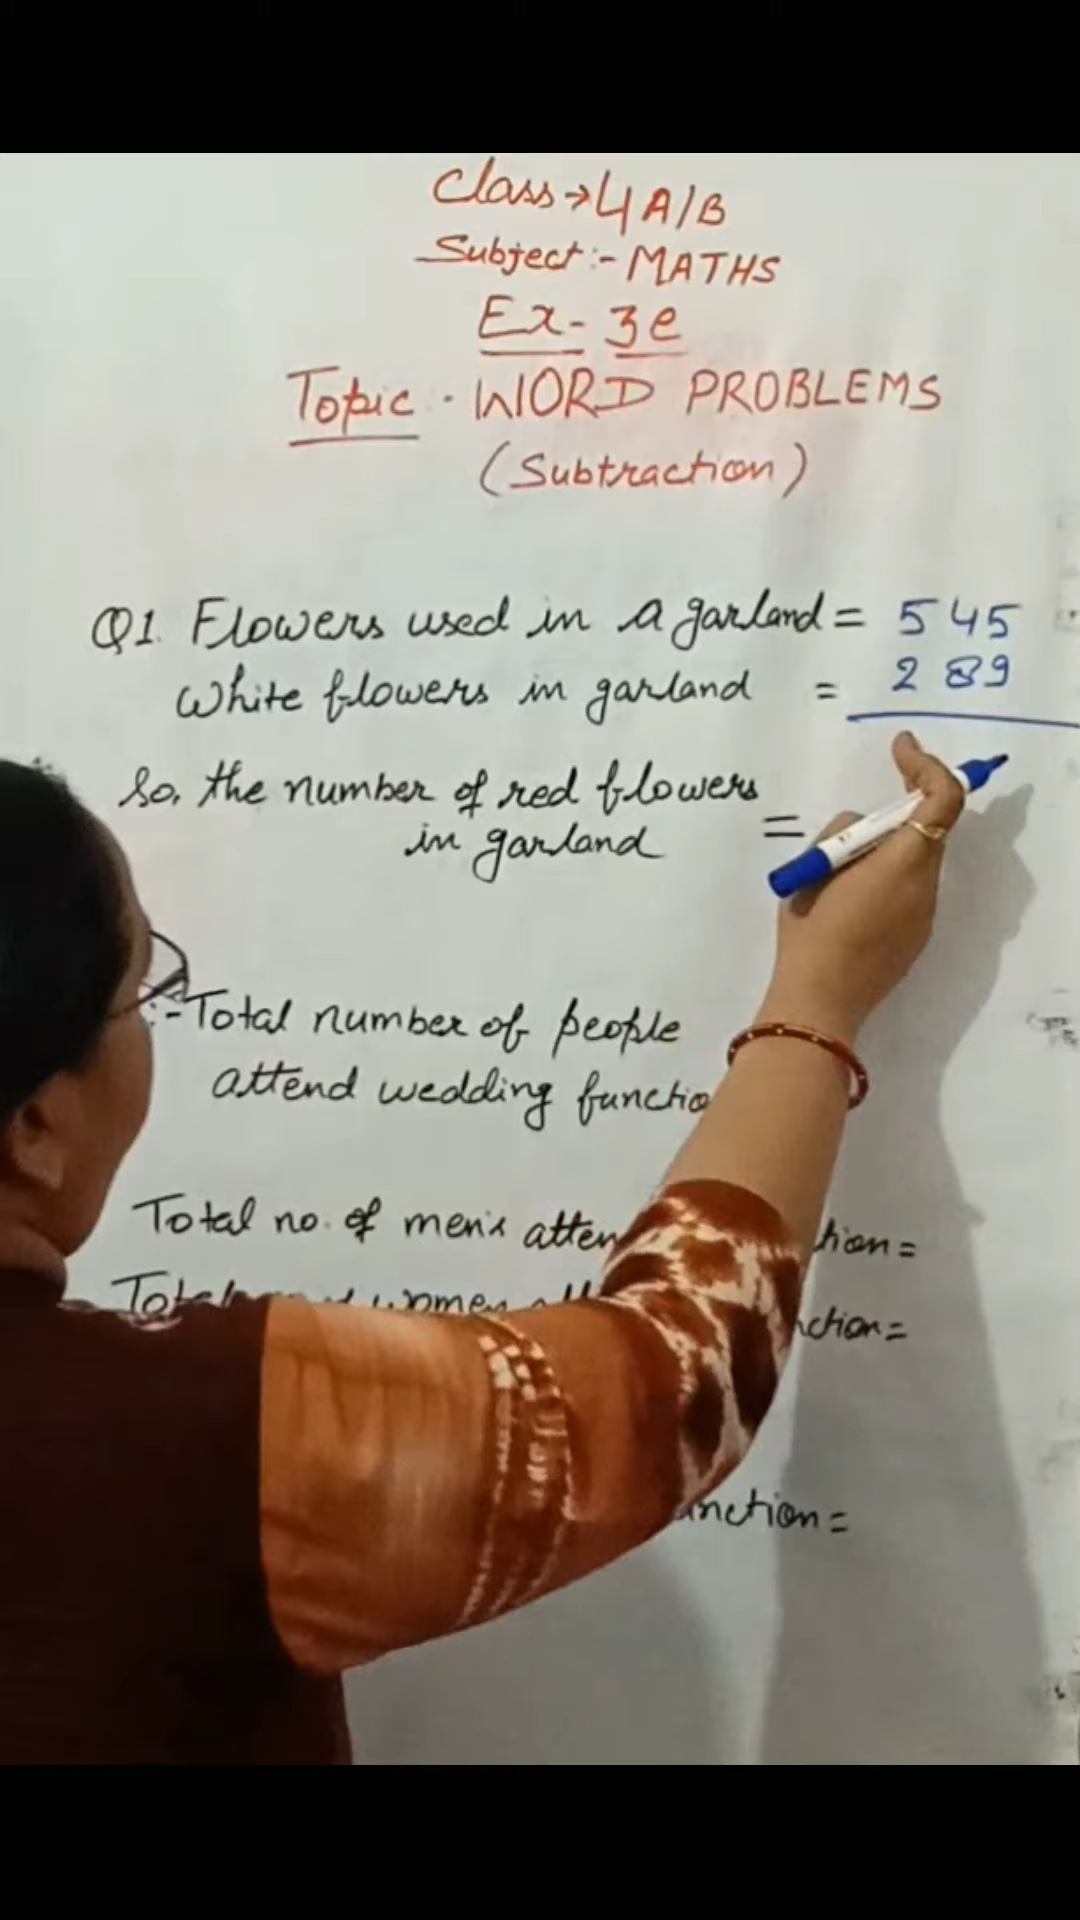 Class → 4 A/B
Subject :- MATHS
Ex - 3e
Topic - WORD PROBLEMS
(Subtraction)
Q1. Flowers used in a garland = 545
White flowers in garland = 289
So, the number of red flowers
in garland =
:- Total number of people
attend wedding functio
Total no. of men's atten tion =
Total women nction =
unction =